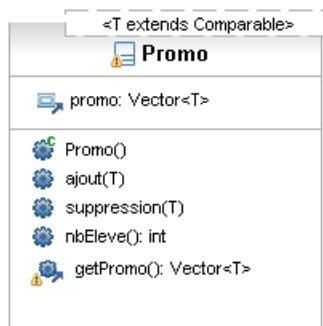 <T extends Comparable>
Promo
promo: Vector<T>
Promo()
ajout(T)
suppression(T)
nbEleve(): int
getPromo(): Vector<T>